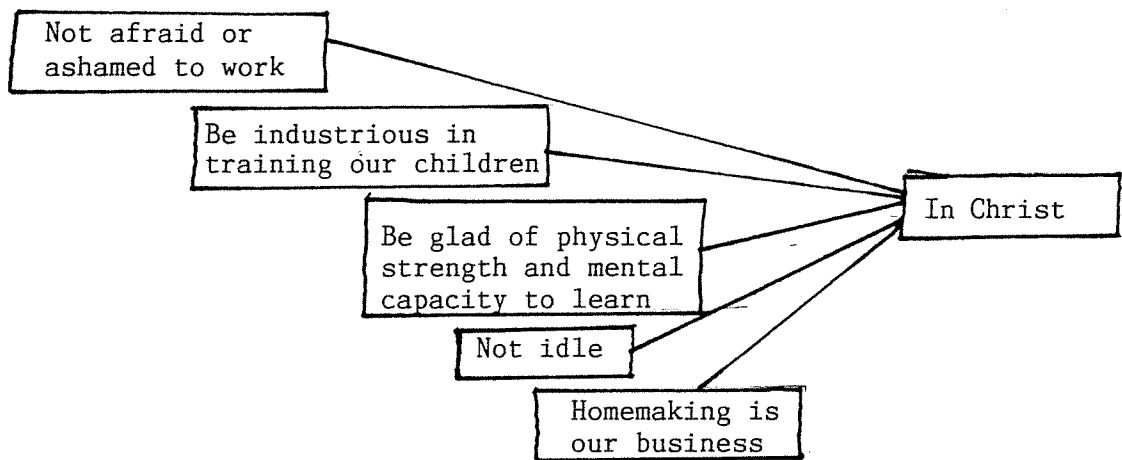 Not afraid or
ashamed to work
Be industrious in
training our children
In Christ
Be glad of physical
strength and mental
capacity to learn
Not idle
Homemaking is
our business